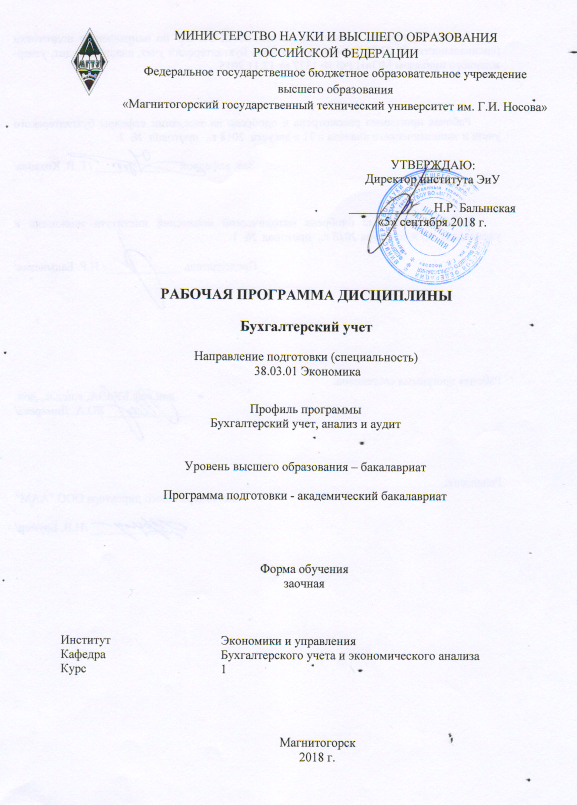 МИНИСТЕРСТВО НАУКИ И ВЫСШЕГО ОБРАЗОВАНИЯ
РОССИЙСКОЙ ФЕДЕРАЦИИ
Федеральное государственное бюджетное образовательное учреждение
высшего образования
«Магнитогорский государственный технический университет им. Г.И. Носова»
УТВЕРЖДАЮ:
Директор института ЭиУ
Н.Р. Балынская
«5» сентября 2018 г.
РАБОЧАЯ ПРОГРАММА ДИСЦИПЛИНЫ
Бухгалтерский учет
Направление подготовки (специальность)
38.03.01 Экономика
Профиль программы
Бухгалтерский учет, анализ и аудит
Уровень высшего образования – бакалавриат
Программа подготовки - академический бакалавриат
Форма обучения
заочная
Институт Экономики и управления
Кафедра Бухгалтерского учета и экономического анализа
Курс 1
Магнитогорск
2018 г.